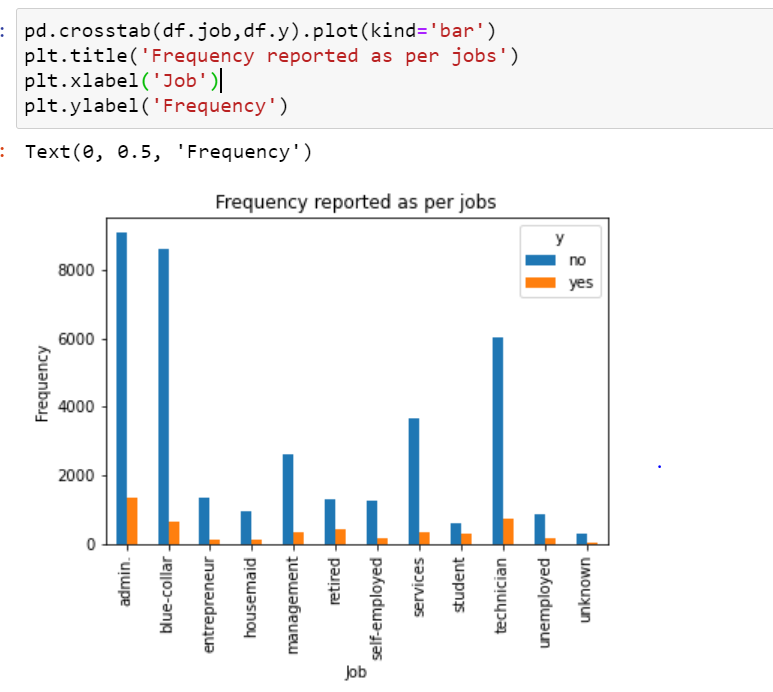 : pd.crosstab(df.job,df.y).plot(kind='bar')
plt.title('Frequency reported as per jobs')
plt.xlabel('Job')
plt.ylabel('Frequency')
: Text(0, 0.5, 'Frequency')
Frequency reported as per jobs
y
no
yes
8000
6000
4000
2000
0
Frequency
admin.
blue-collar
entrepreneur
housemaid
management
retired
self-employed
services
student
technician
unemployed
unknown
Job